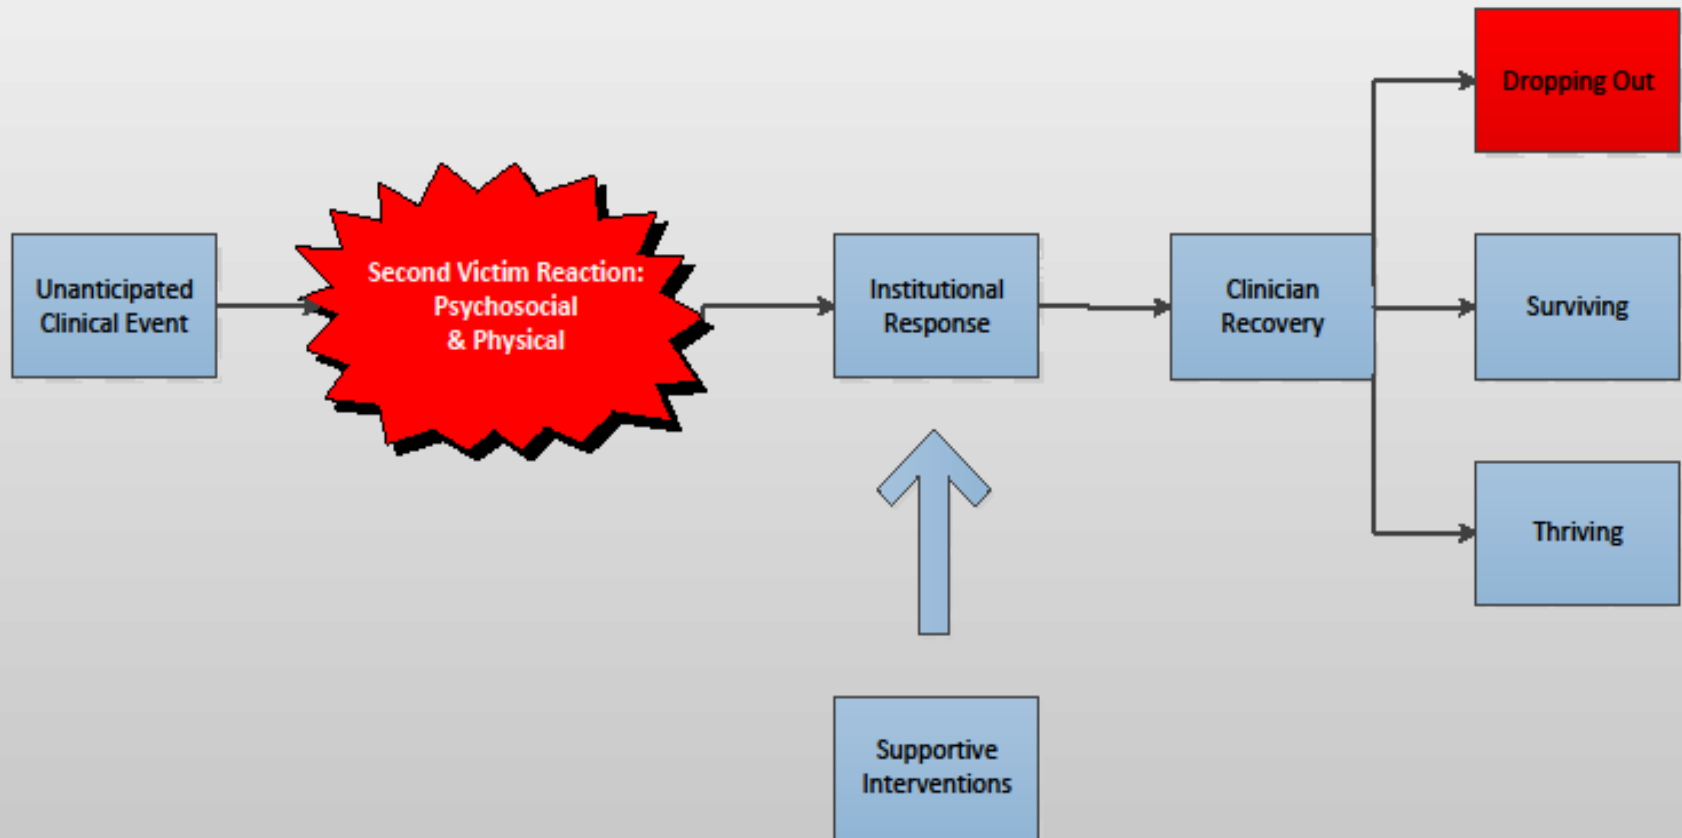 Unanticipated
Clinical Event
Second Victim Reaction:
Psychosocial
& Physical
Institutional
Response
Clinician
Recovery
Dropping Out
Surviving
Thriving
Supportive
Interventions